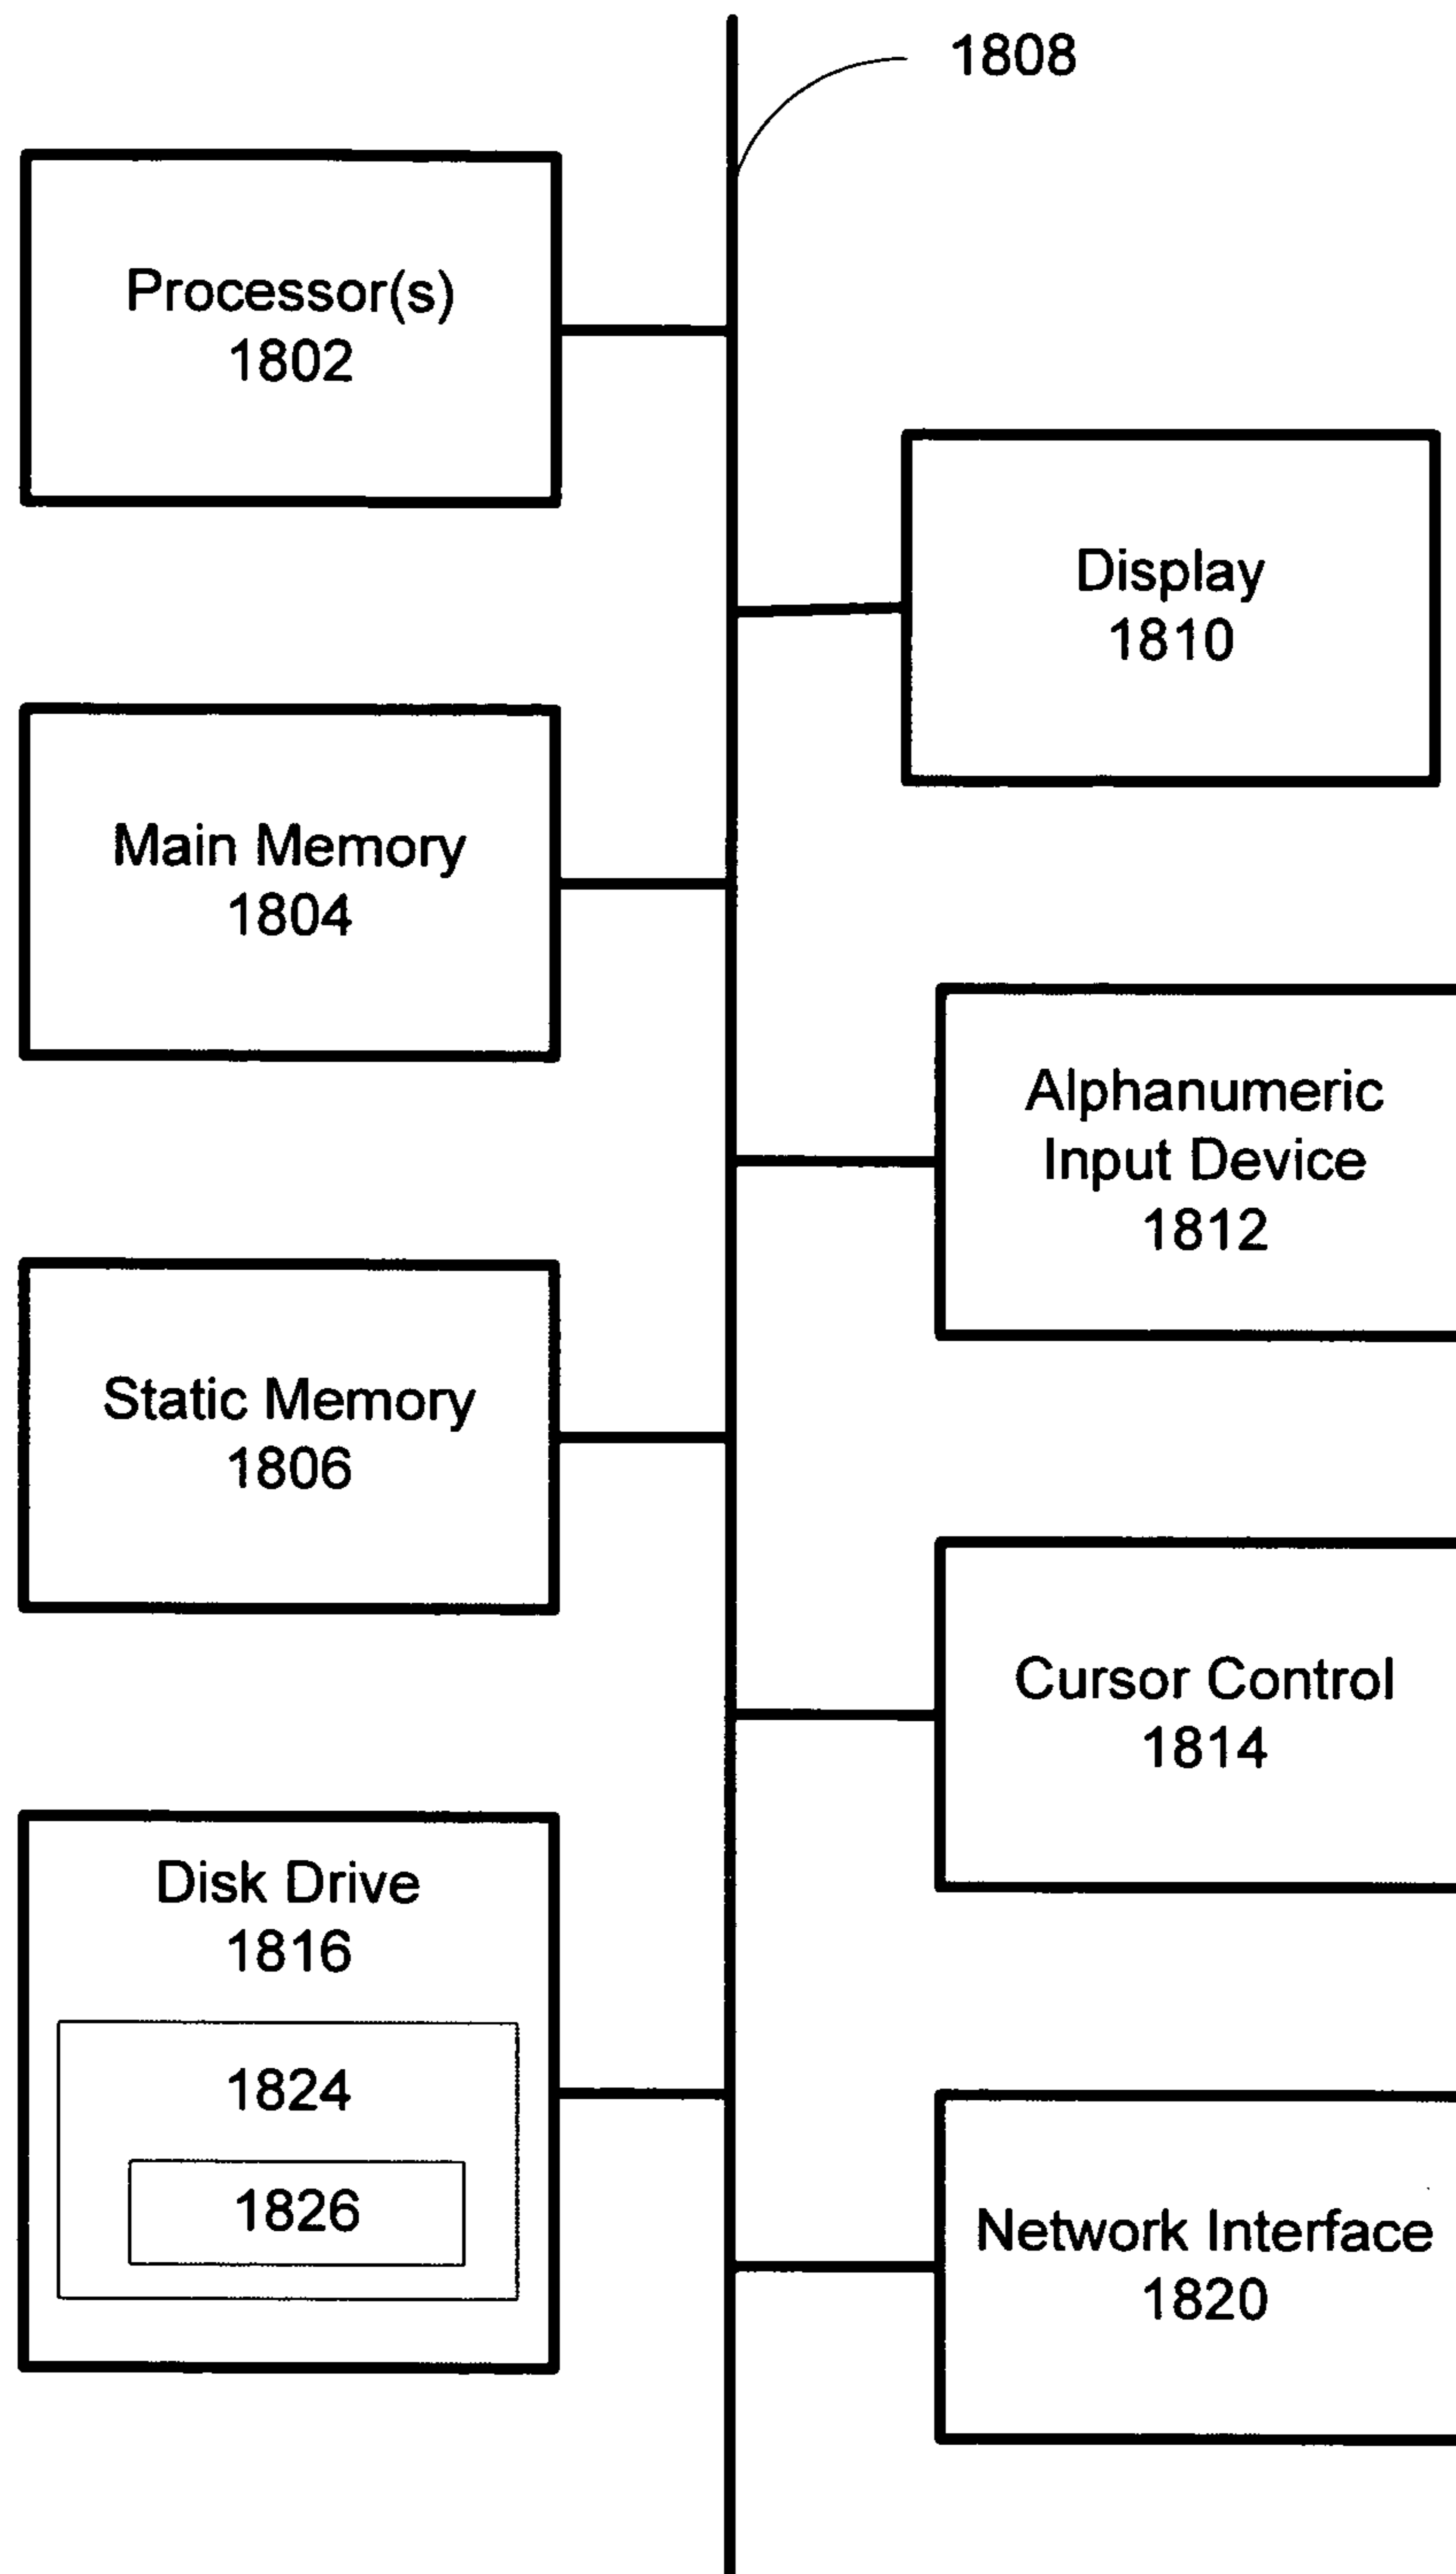 1808
Processor(s)
1802
Display
1810
Main Memory
1804
Alphanumeric
Input Device
1812
Static Memory
1806
Cursor Control
1814
Disk Drive
1816
1824
1826
Network Interface
1820